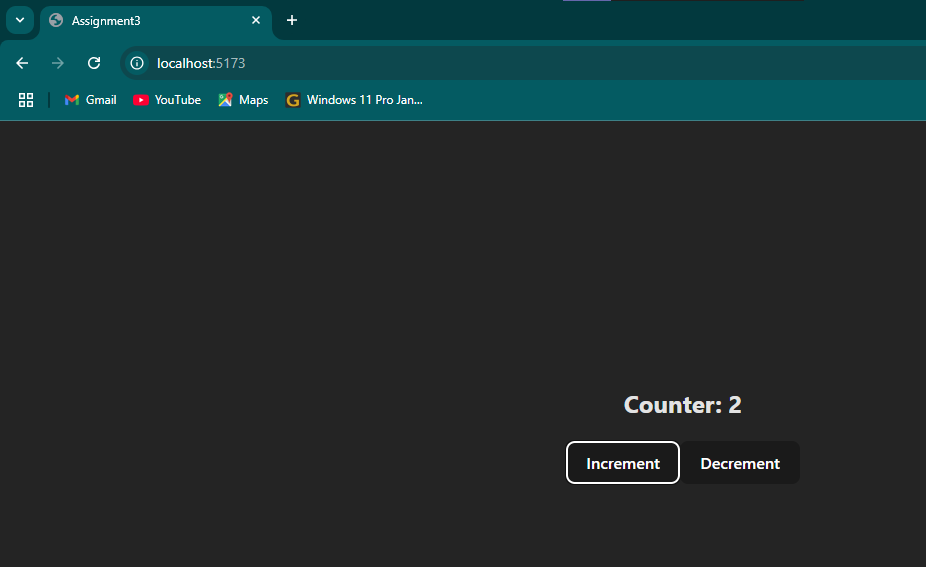 Assignment3
localhost:5173
Gmail YouTube Maps Windows 11 Pro Jan...
Counter: 2
Increment Decrement